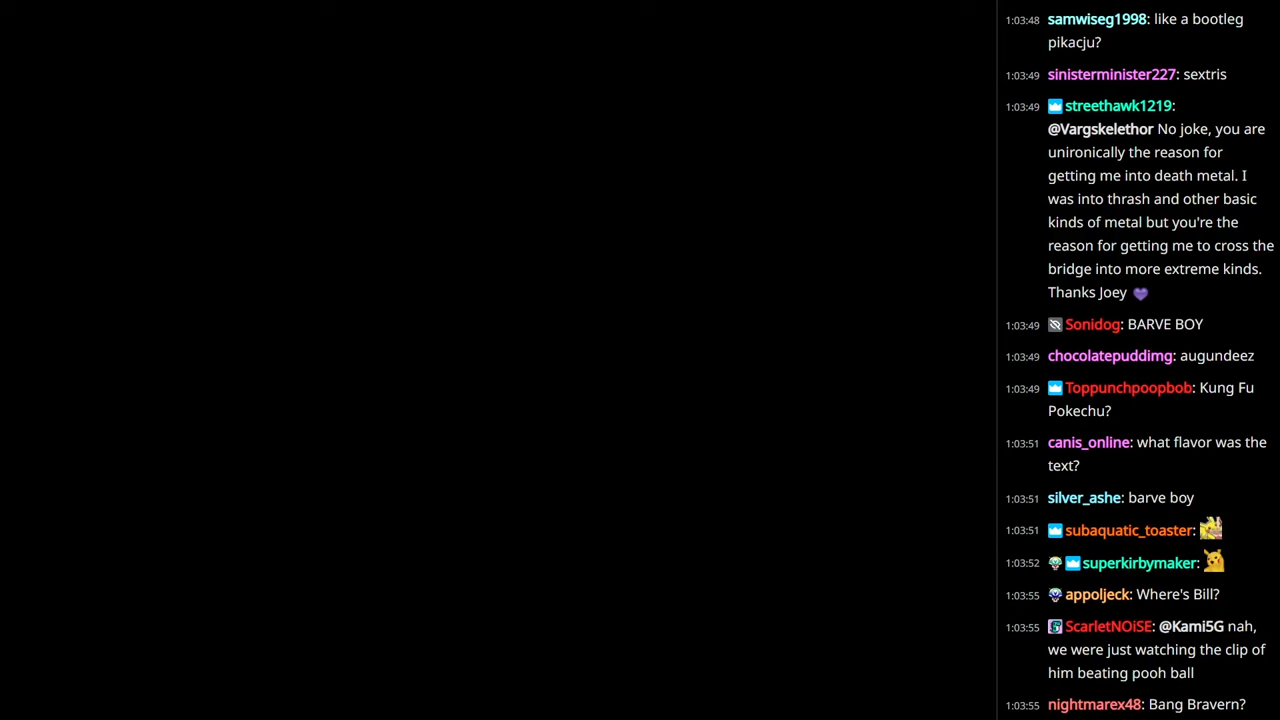 1:03:48 samwiseg1998: like a bootleg
pikacju?
1:03:49 sinisterminister227: sextris
1:03:49 streethawk1219:
@Vargskelethor No joke, you are
unironically the reason for
getting me into death metal. I
was into thrash and other basic
kinds of metal but you're the
reason for getting me to cross the
bridge into more extreme kinds.
Thanks Joey
1:03:49 Sonidog: BARVE BOY
1:03:49 chocolatepuddimg: augundeez
1:03:49 Toppunchpoopbob: Kung Fu
Pokechu?
1:03:51 canis_online: what flavor was the
text?
1:03:51 silver_ashe: barve boy
1:03:51 subaquatic_toaster:
1:03:52 superkirbymaker:
1:03:55 appoljeck: Where's Bill?
1:03:55 ScarletNOiSE: @Kami5G nah,
we were just watching the clip of
him beating pooh ball
1:03:55 nightmarex48: Bang Bravern?